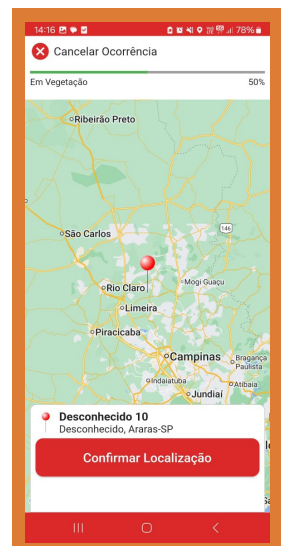 14:16
78%
Cancelar Ocorrência
Em Vegetação
50%
Ribeirão Preto
146
São Carlos
Rio Claro
Mogi Guaçu
Limeira
Piracicaba
Campinas
Bragança
Paulista
Indaiatuba
Atibaia
Jundiaí
Desconhecido 10
Desconhecido, Araras-SP
Confirmar Localização